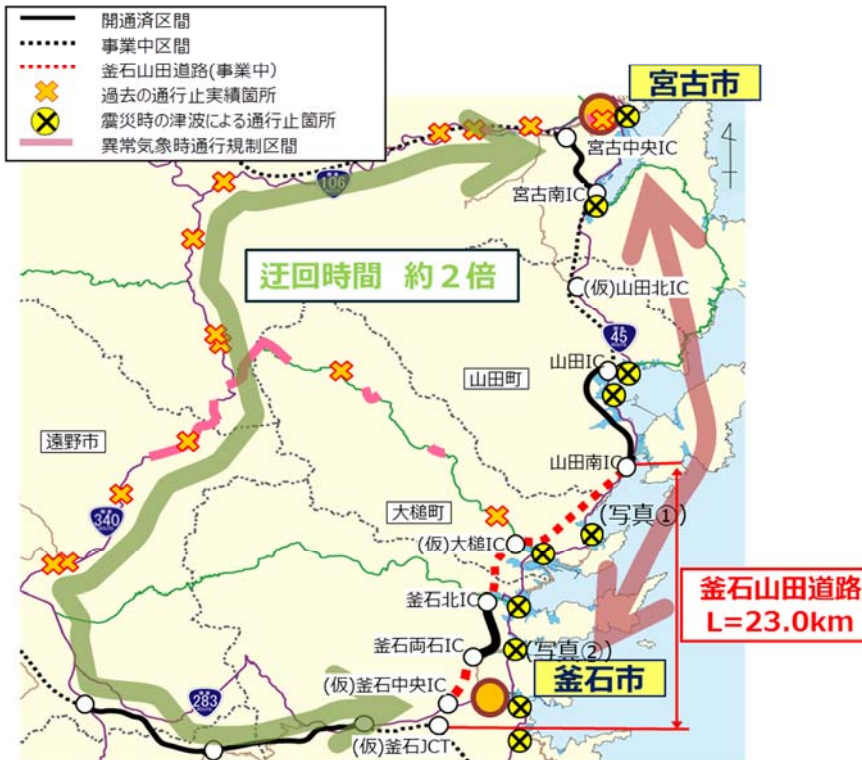 開通済区間
事業中区間
釜石山田道路(事業中)
過去の通行止実績箇所
震災時の津波による通行止箇所
異常気象時通行規制区間
宮古市
宮古中央IC
106
宮古南IC
迂回時間 約２倍
(仮)山田北IC
45
山田IC
山田町
遠野市
山田南IC
大槌町
(写真①)
340
(仮)大槌IC
釜石山田道路
L=23.0km
釜石北IC
釜石両石IC
(写真②)
釜石市
(仮)釜石中央IC
283
(仮)釜石JCT